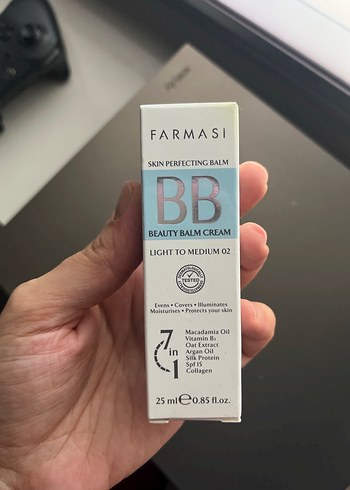 FARMASi
SKIN PERFECTING BALM
BB
BEAUTY BALM CREAM
LIGHT TO MEDIUM 02
TESTED
Evens • Covers • Illuminates
Moisturises • Protects your skin
7 in 1
Macadamia Oil
Vitamin B₅
Oat Extract
Argan Oil
Silk Protein
Spf 15
Collagen
25 ml ℮ 0.85 fl.oz.